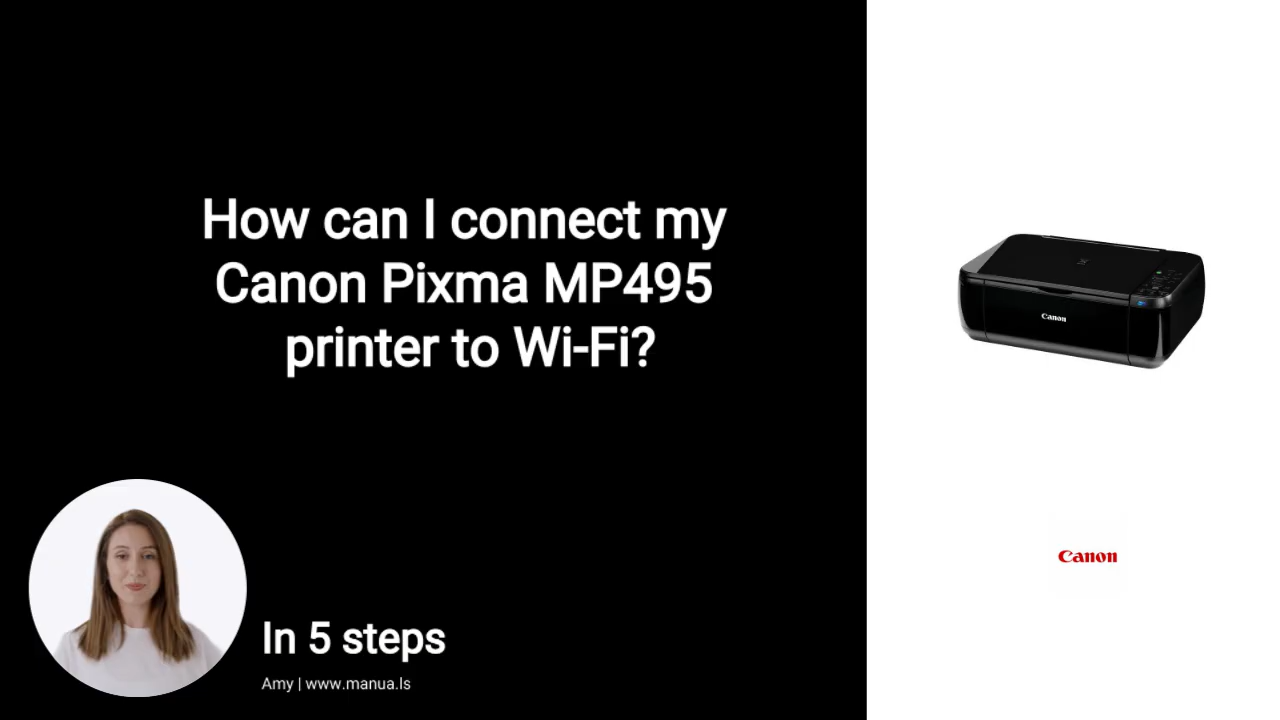 How can I connect my
Canon Pixma MP495
printer to Wi-Fi?
Canon
Canon
In 5 steps
Amy | www.manua.ls